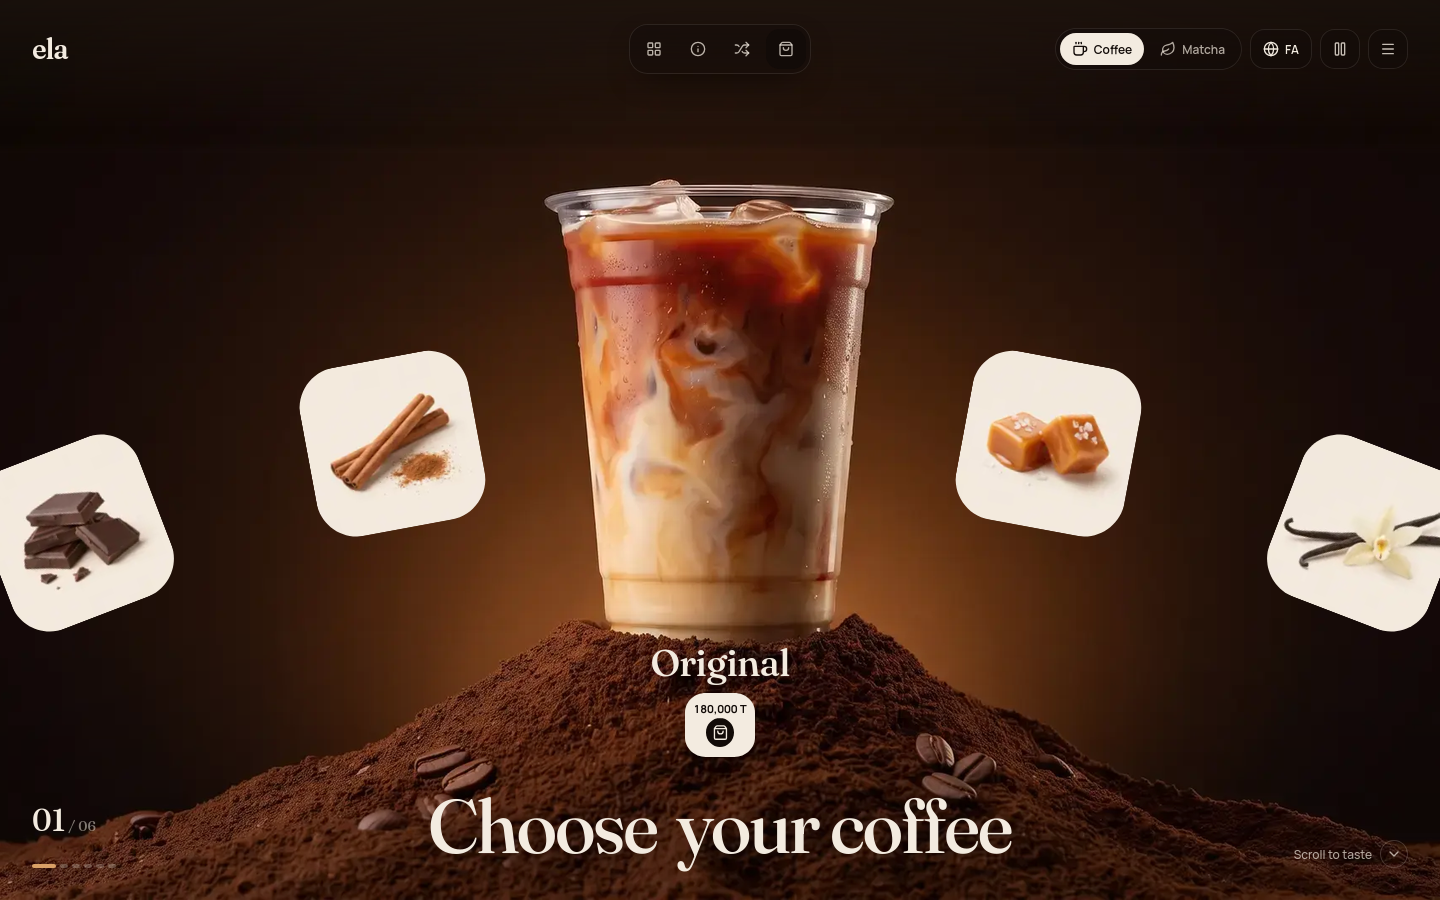 ela
Coffee
Matcha
FA
Original
180,000 T
01 / 06
Choose your coffee
Scroll to taste